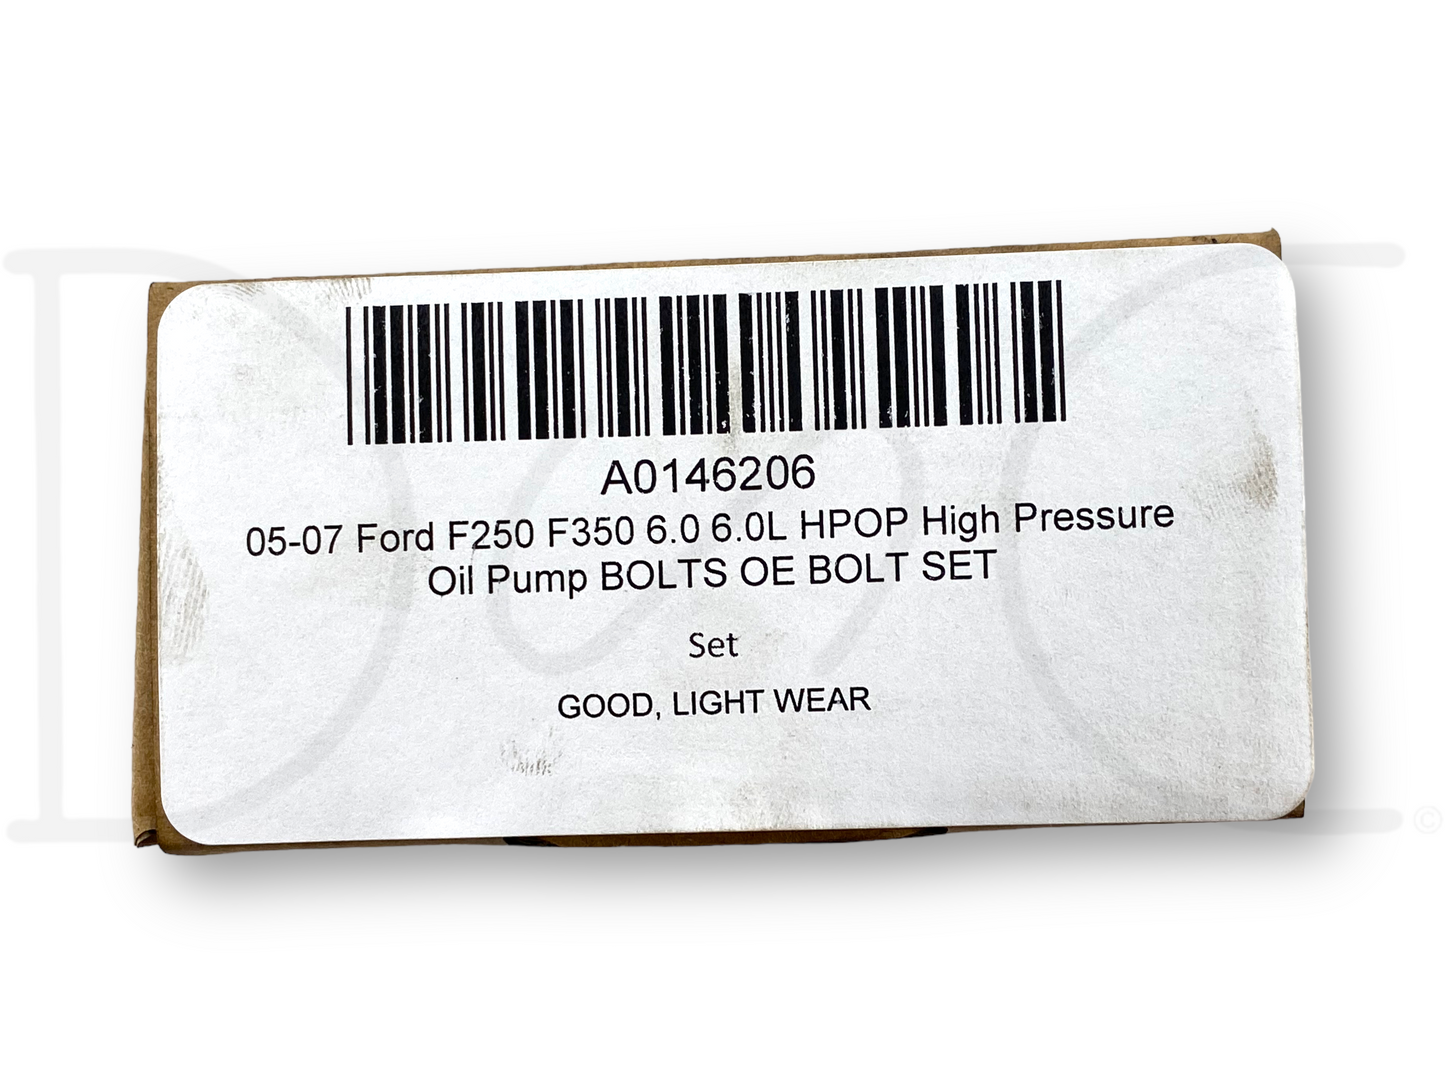 A0146206
05-07 Ford F250 F350 6.0 6.0L HPOP High Pressure
Oil Pump BOLTS OE BOLT SET
Set
GOOD, LIGHT WEAR
©